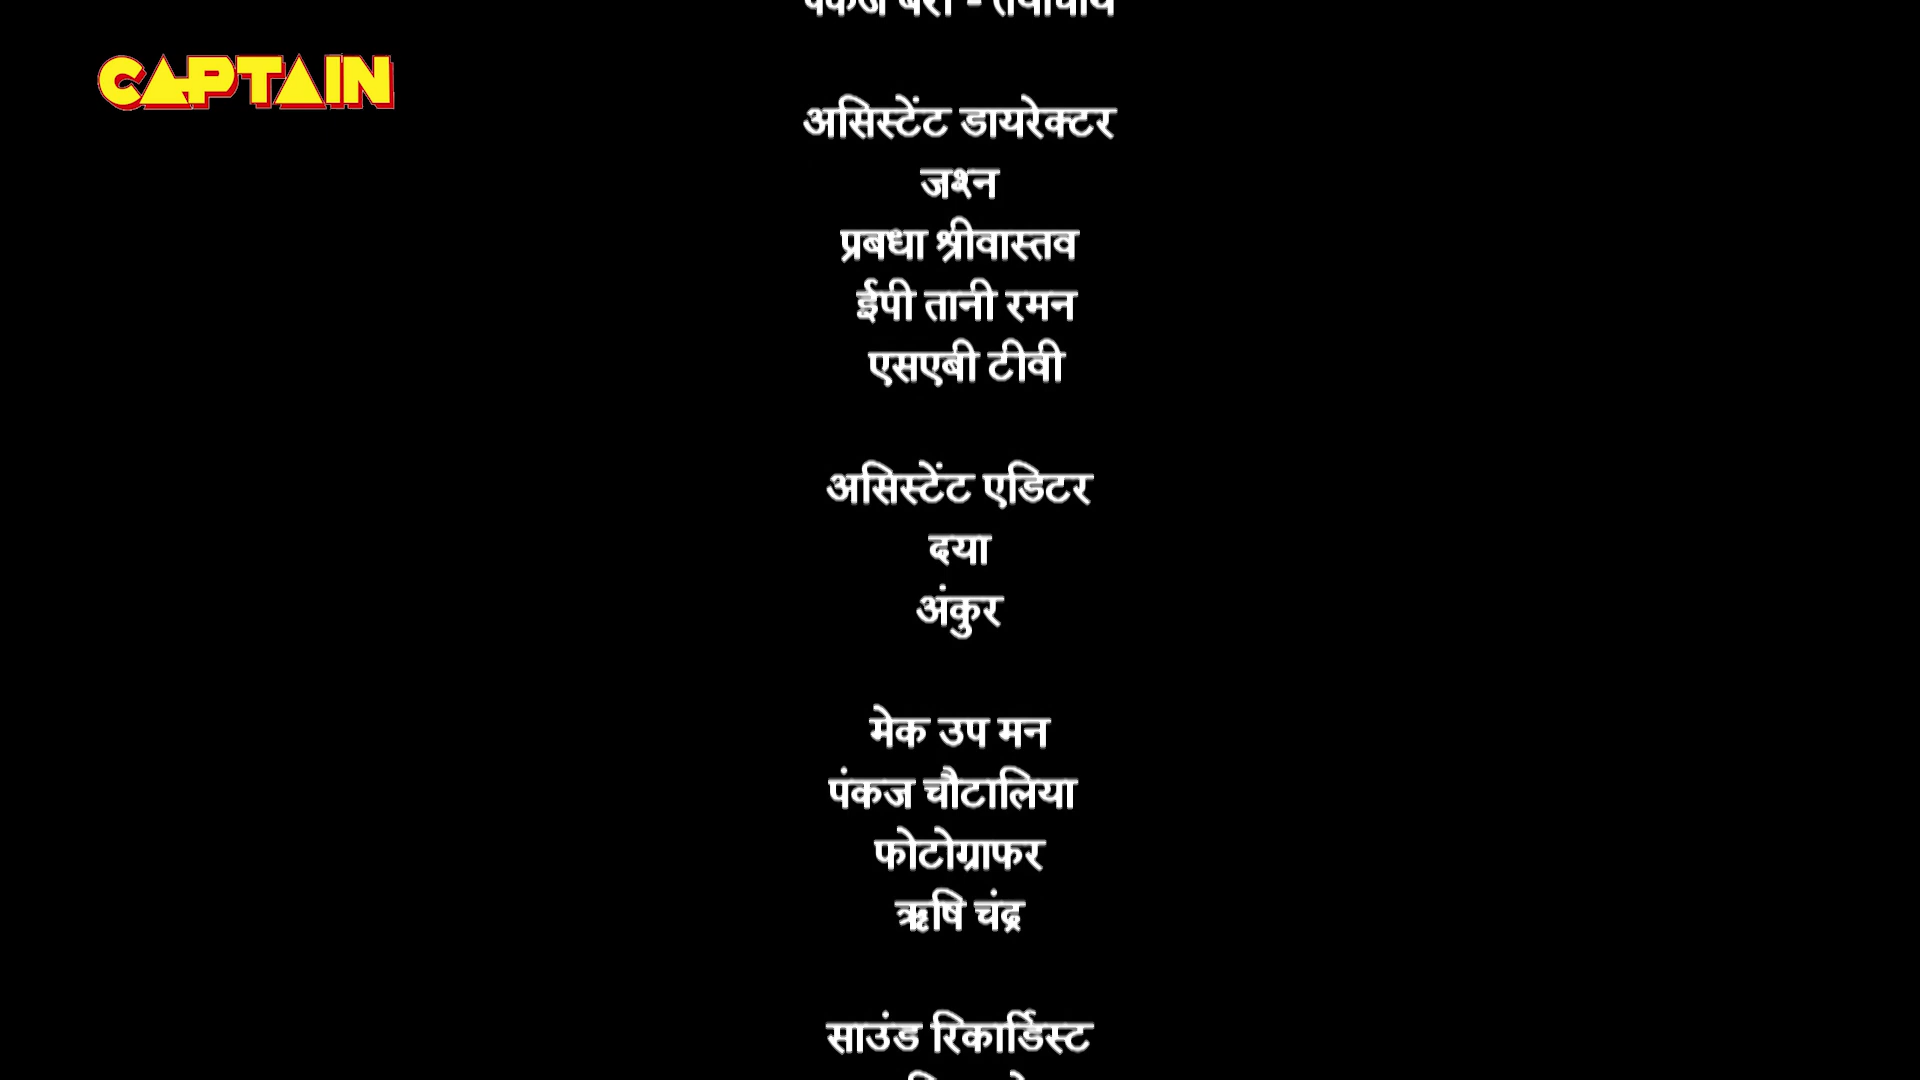 CAPTAIN
असिस्टेंट डायरेक्टर
जश्न
प्रबधा श्रीवास्तव
ईपी तानी रमन
एसएबी टीवी
असिस्टेंट एडिटर
दया
अंकुर
मेक उप मन
पंकज चौटालिया
फोटोग्राफर
ऋषि चंद्र
साउंड रिकार्डिस्ट